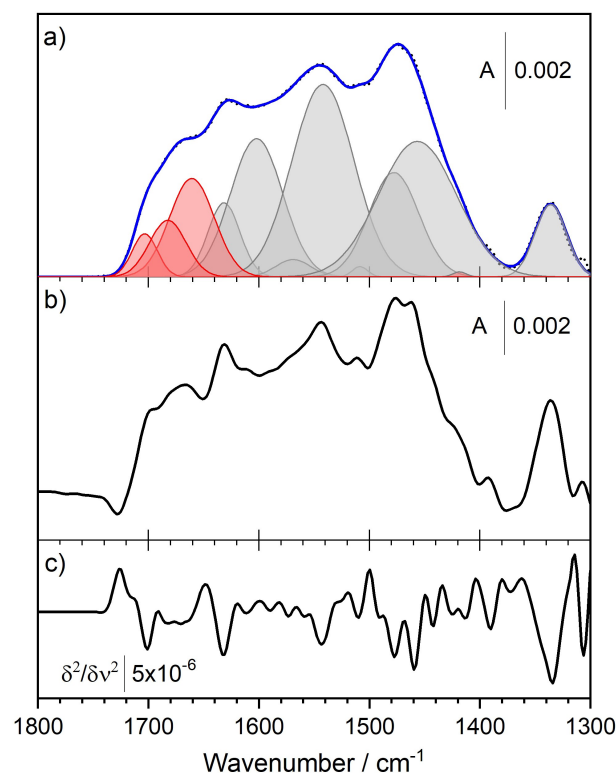 a)
A | 0.002
b)
A | 0.002
c)
δ²/δν² | 5x10⁻⁶
1800 1700 1600 1500 1400 1300
Wavenumber / cm⁻¹